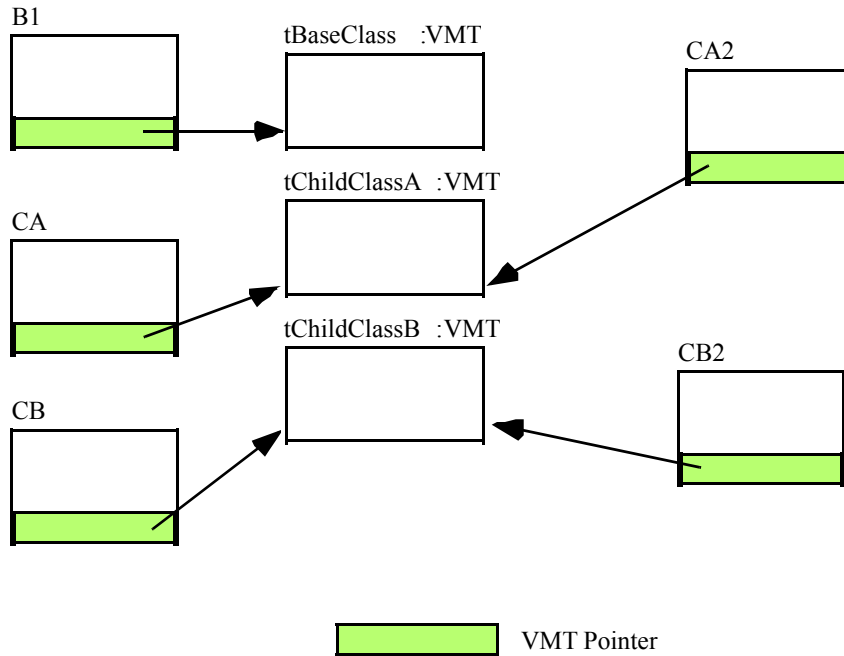 B1
tBaseClass :VMT
CA2
tChildClassA :VMT
CA
tChildClassB :VMT
CB2
CB
VMT Pointer